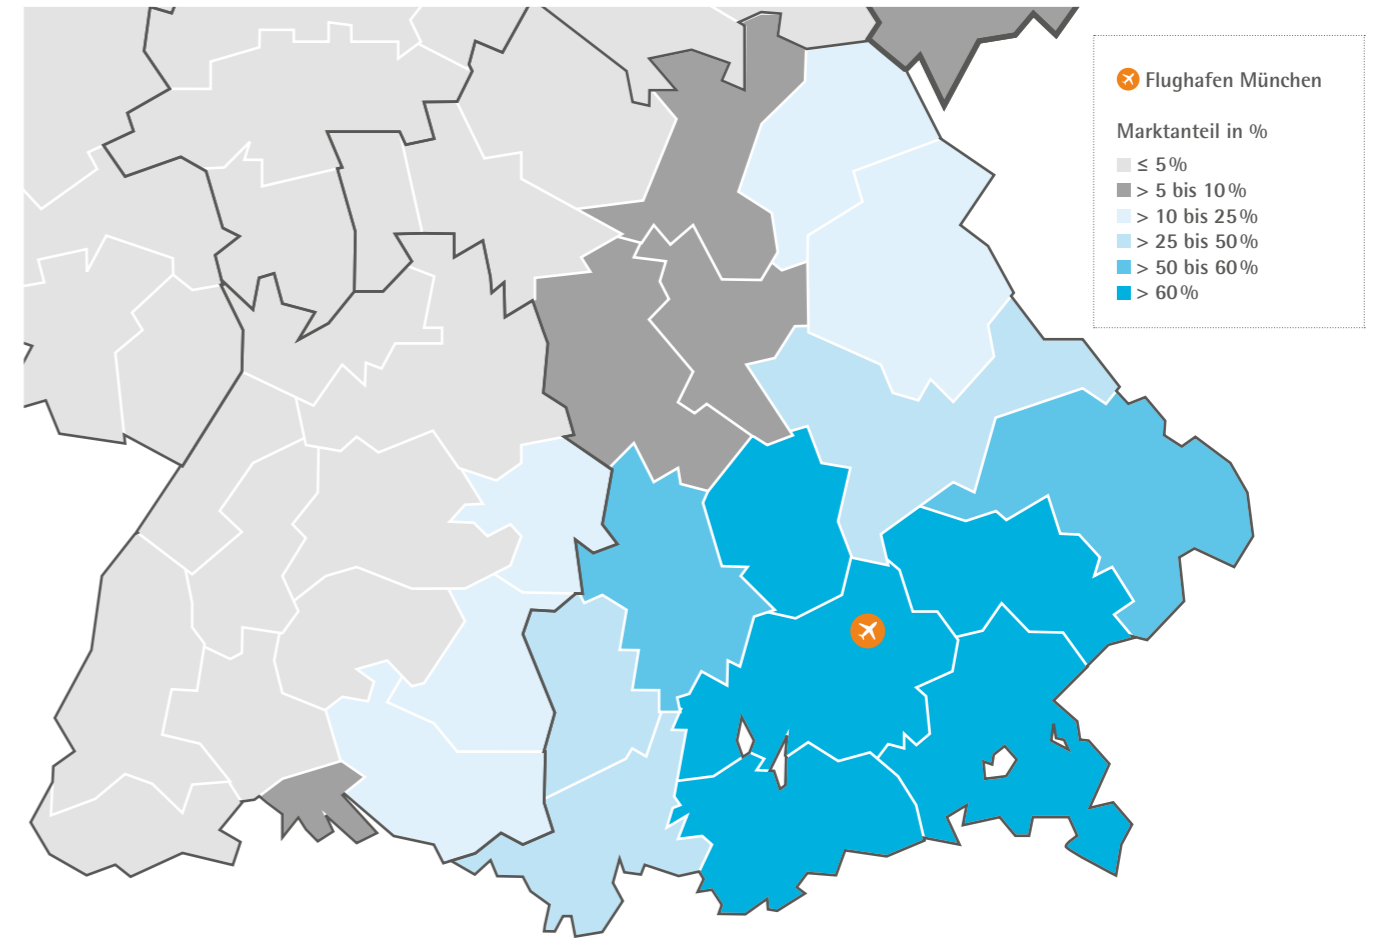 Flughafen München
Marktanteil in %
≤ 5 %
> 5 bis 10 %
> 10 bis 25 %
> 25 bis 50 %
> 50 bis 60 %
> 60 %